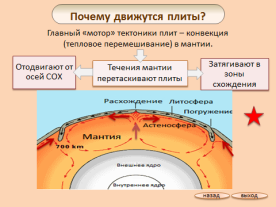 Почему движутся плиты?
Главный «мотор» тектоники плит – конвекция
(тепловое перемешивание) в мантии.
Отодвигают от
осей СОХ
Течения мантии
перетаскивают плиты
Затягивают в
зоны
схождения
Расхождение
Литосфера
Погружение
Астеносфера
Мантия
700 km
Внешнее ядро
Внутреннее ядро
назад
выход